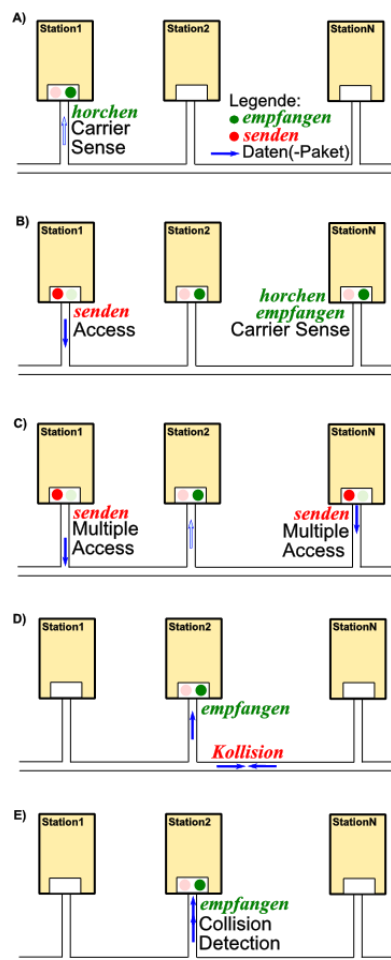 A)
Station1 Station2 StationN
horchen
Carrier
Sense
Legende:
empfangen
senden
Daten(-Paket)
B)
Station1 Station2 StationN
senden
Access
horchen
empfangen
Carrier Sense
C)
Station1 Station2 StationN
senden
Multiple
Access
senden
Multiple
Access
D)
Station1 Station2 StationN
empfangen
Kollision
E)
Station1 Station2 StationN
empfangen
Collision
Detection